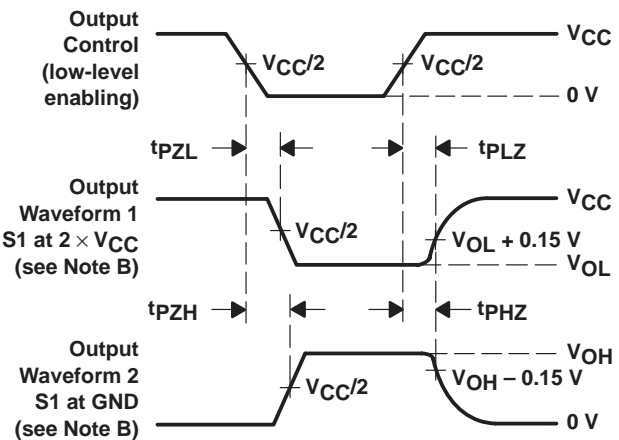 Output
Control
(low-level
enabling)
VCC
VCC/2
VCC/2
0 V
tPZL
tPLZ
Output
Waveform 1
S1 at 2 × VCC
(see Note B)
VCC
VCC/2
VOL + 0.15 V
VOL
tPZH
tPHZ
Output
Waveform 2
S1 at GND
(see Note B)
VOH
VCC/2
VOH – 0.15 V
0 V